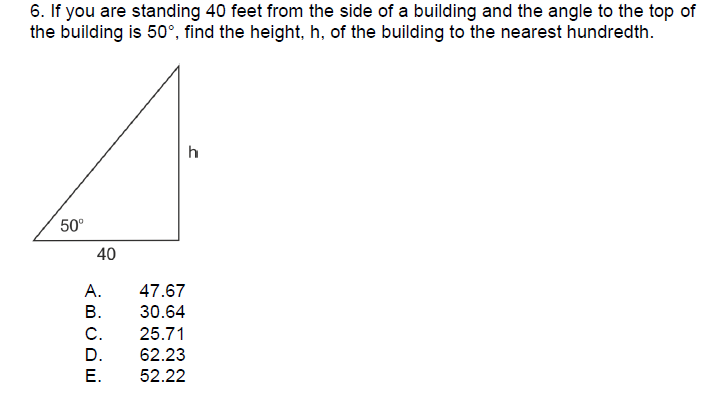 6. If you are standing 40 feet from the side of a building and the angle to the top of
the building is 50°, find the height, h, of the building to the nearest hundredth.
h
50°
40
A. 47.67
B. 30.64
C. 25.71
D. 62.23
E. 52.22